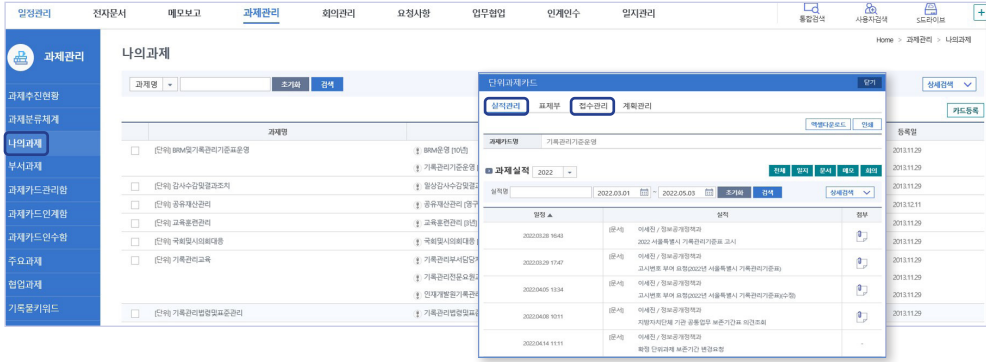 일정관리 전자문서 메모보고 과제관리 회의관리 요청사항 업무협업 인계인수 일지관리 통합검색 사용자검색 S드라이브
Home > 과제관리 > 나의과제
과제관리
과제추진현황
과제분류체계
나의과제
부서과제
과제카드관리함
과제카드인계함
과제카드인수함
주요과제
협업과제
기록물키워드
나의과제
과제명 초기화 검색 상세검색
카드등록
과제명 등록일
[단위] BRM및기록관리기준표운영 BRM운영 [10년] 2013.11.29
기록관리기준운영 2013.11.29
[단위] 감사수감및결과조치 일상감사수감및결 2013.11.29
[단위] 공유재산관리 공유재산관리 [영구 2013.12.11
[단위] 교육훈련관리 교육훈련관리 [3년] 2013.11.29
[단위] 국회및시의회대응 국회및시의회대응 2013.11.29
[단위] 기록관리교육 기록관리부서담당자 2013.11.29
기록관리전문요원 2013.11.29
인재개발원기록관리 2013.11.29
[단위] 기록관리법령및표준관리 기록관리법령및표준 2013.11.29
단위과제카드 닫기
실적관리 표제부 접수관리 계획관리
엑셀다운로드 인쇄
과제카드명 기록관리기준운영
과제실적 2022 전체 일지 문서 메모 회의
실적명 2022.03.01 ~ 2022.05.03 초기화 검색 상세검색
일정 ▲ 실적 첨부
2022.03.28 16:43 [문서] 이세진 / 정보공개정책과
2022 서울특별시 기록관리기준표 고시
2022.03.29 17:47 [문서] 이세진 / 정보공개정책과
고시번호 부여 요청(2022년 서울특별시 기록관리기준표)
2022.04.05 13:34 [문서] 이세진 / 정보공개정책과
고시번호 부여 요청(2022년 서울특별시 기록관리기준표)(수정)
2022.04.08 10:11 [문서] 이세진 / 정보공개정책과
지방자치단체 기관 공통업무 보존기간표 의견조회
2022.04.14 11:11 [문서] 이세진 / 정보공개정책과
확정 단위과제 보존기간 변경요청 -